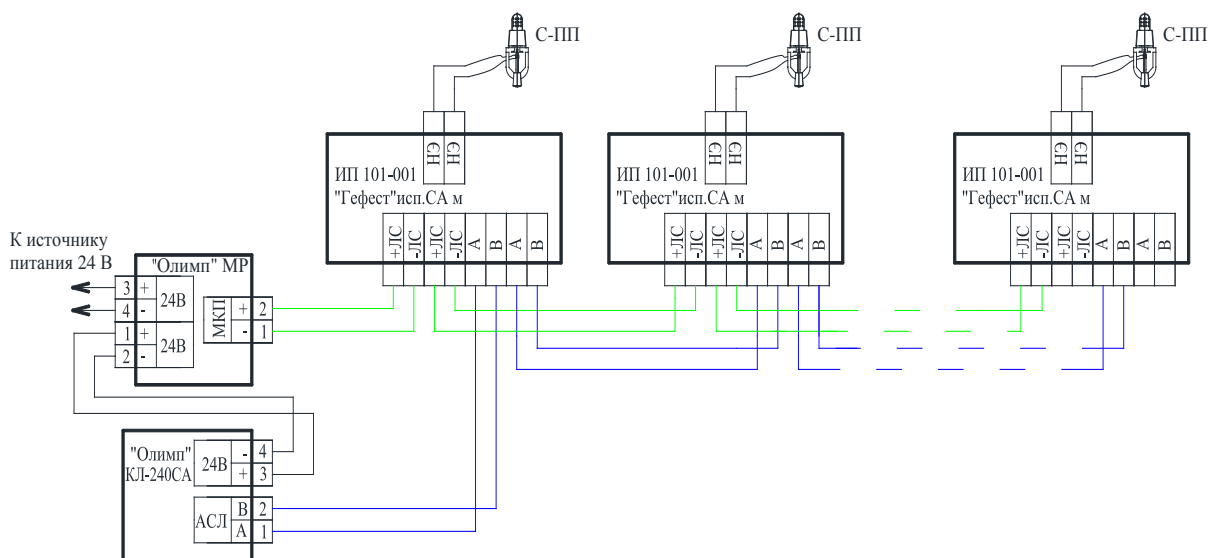 С-ПП
С-ПП
С-ПП
НЭ
НЭ
НЭ
НЭ
НЭ
НЭ
ИП 101-001
"Гефест"исп.СА м
ИП 101-001
"Гефест"исп.СА м
ИП 101-001
"Гефест"исп.СА м
+ЛС
-ЛС
+ЛС
-ЛС
А
В
А
В
+ЛС
-ЛС
+ЛС
-ЛС
А
В
А
В
+ЛС
-ЛС
+ЛС
-ЛС
А
В
А
В
К источнику
питания 24 В
"Олимп" МР
3 +
4 -
24В
1 +
2 -
24В
МКП
+ 2
- 1
"Олимп"
КЛ-240СА
24В
- 4
+ 3
АСЛ
В 2
А 1